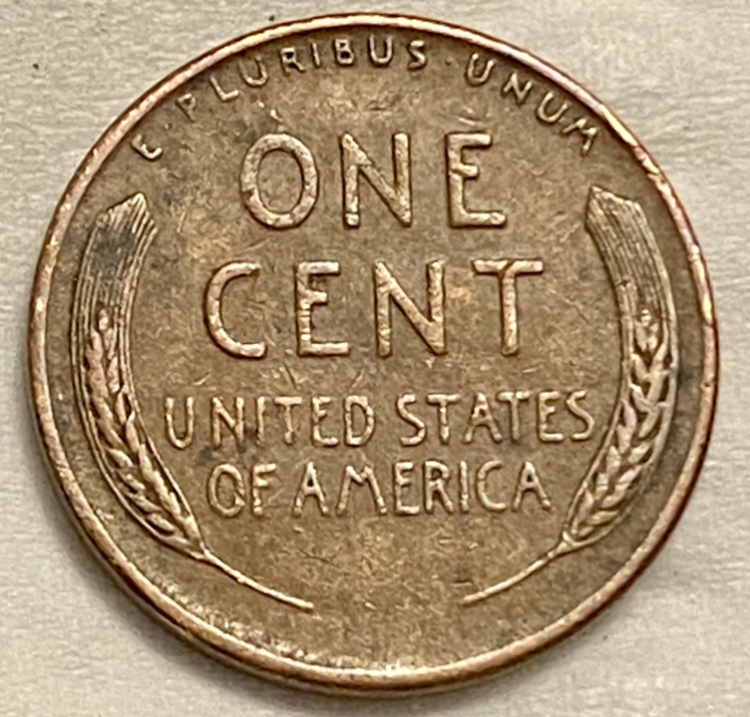 E · PLURIBUS · UNUM
ONE
CENT
UNITED STATES
OF AMERICA